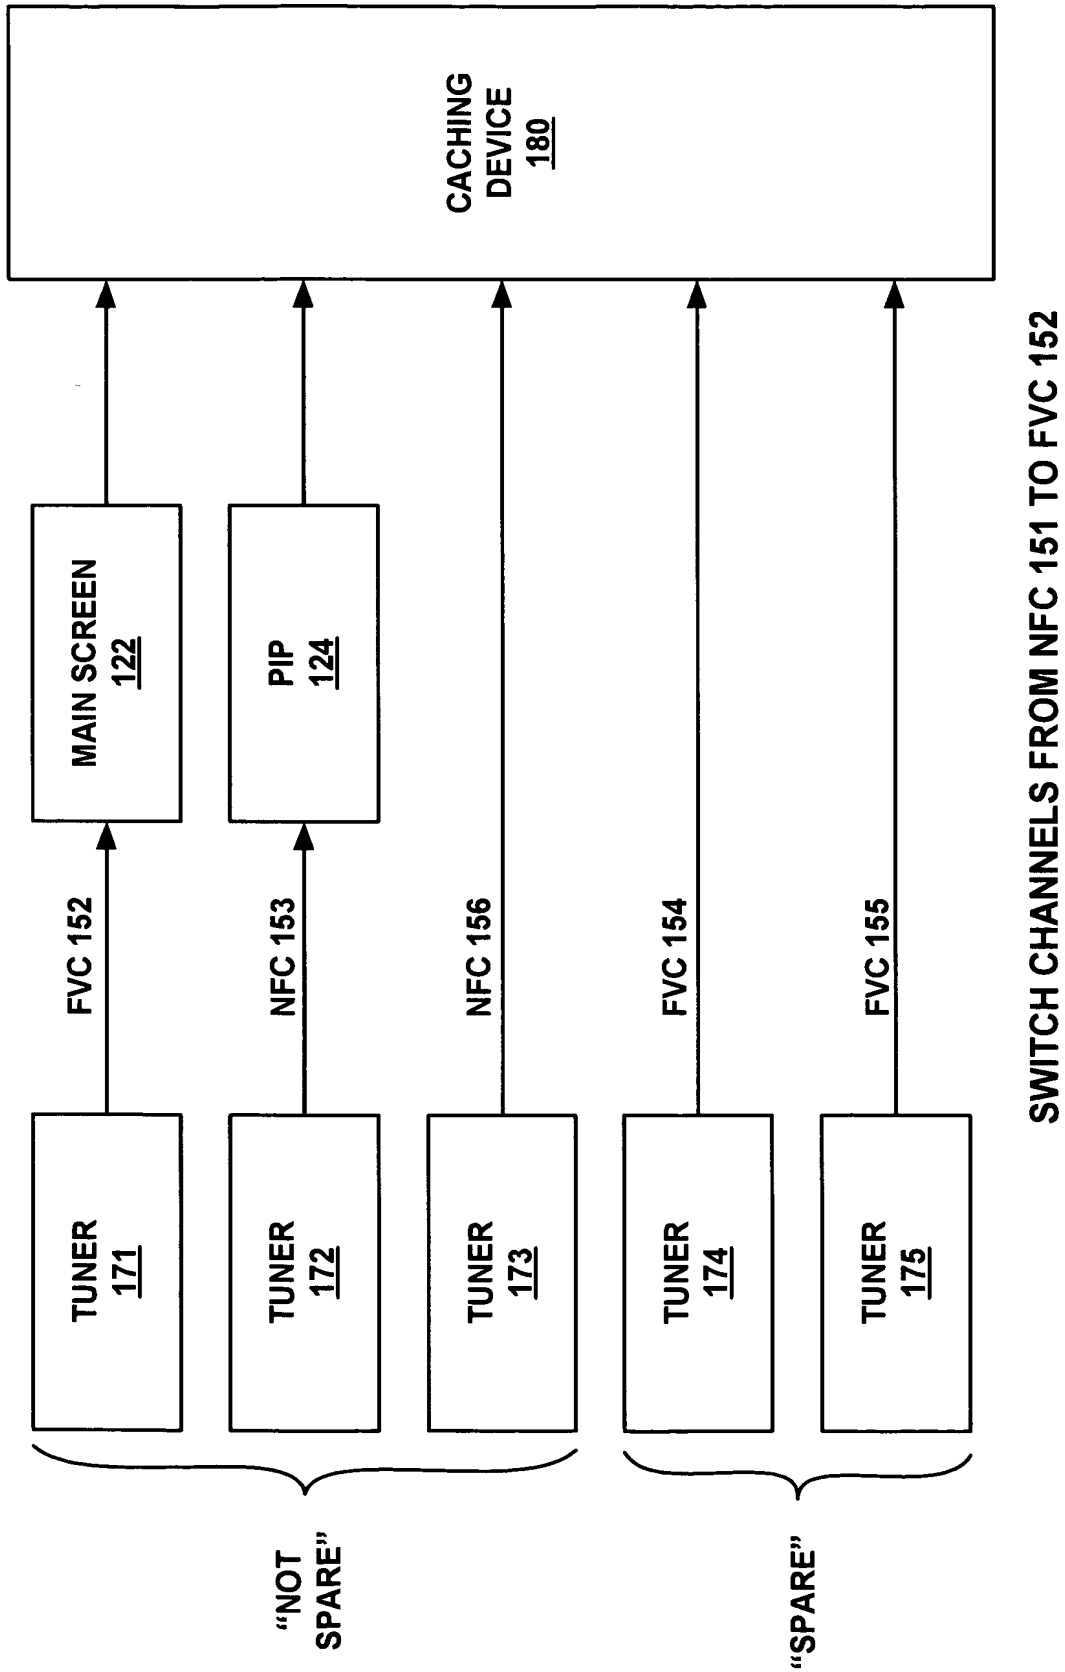 "NOT
SPARE"
TUNER
171
FVC 152
MAIN SCREEN
122
TUNER
172
NFC 153
PIP
124
TUNER
173
NFC 156
"SPARE"
TUNER
174
FVC 154
TUNER
175
FVC 155
CACHING
DEVICE
180
SWITCH CHANNELS FROM NFC 151 TO FVC 152